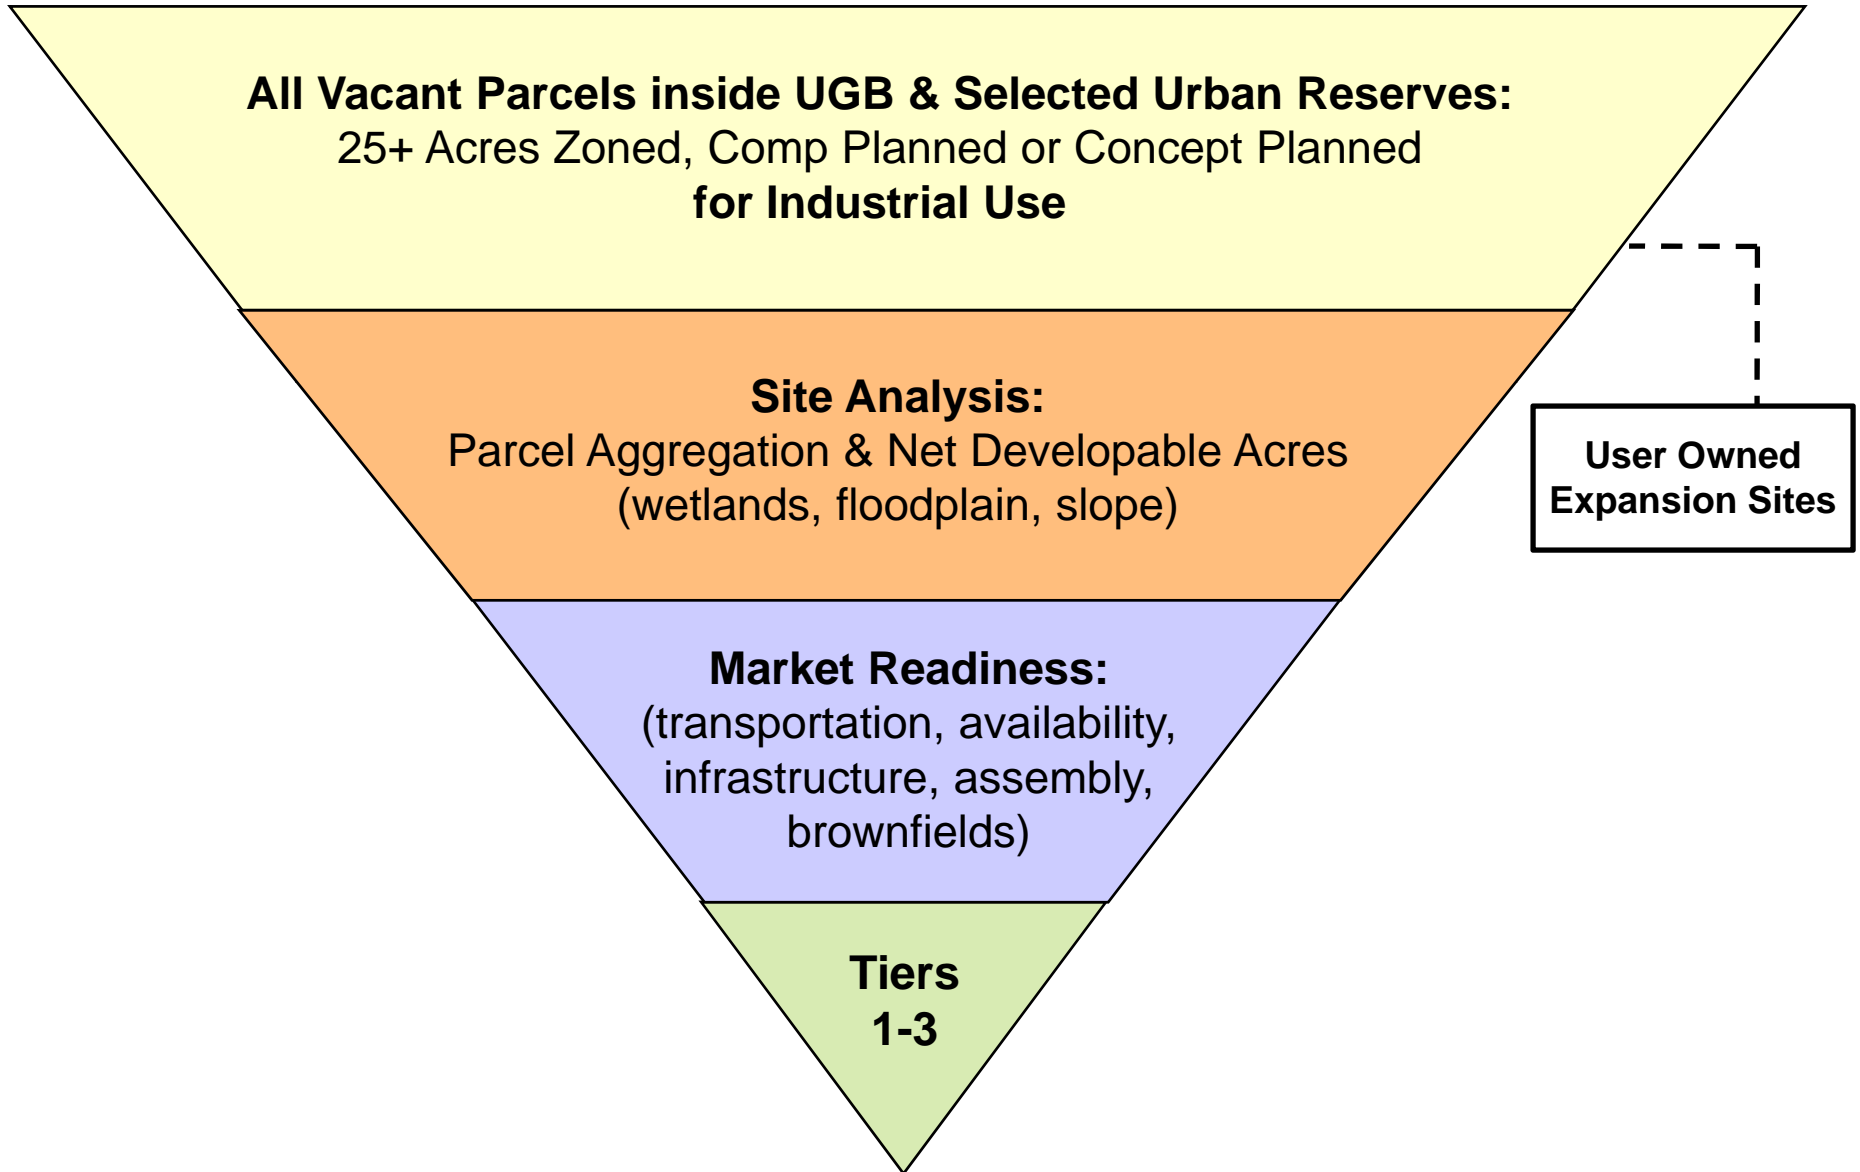 All Vacant Parcels inside UGB & Selected Urban Reserves:
25+ Acres Zoned, Comp Planned or Concept Planned
for Industrial Use
Site Analysis:
Parcel Aggregation & Net Developable Acres
(wetlands, floodplain, slope)
User Owned
Expansion Sites
Market Readiness:
(transportation, availability,
infrastructure, assembly,
brownfields)
Tiers
1-3